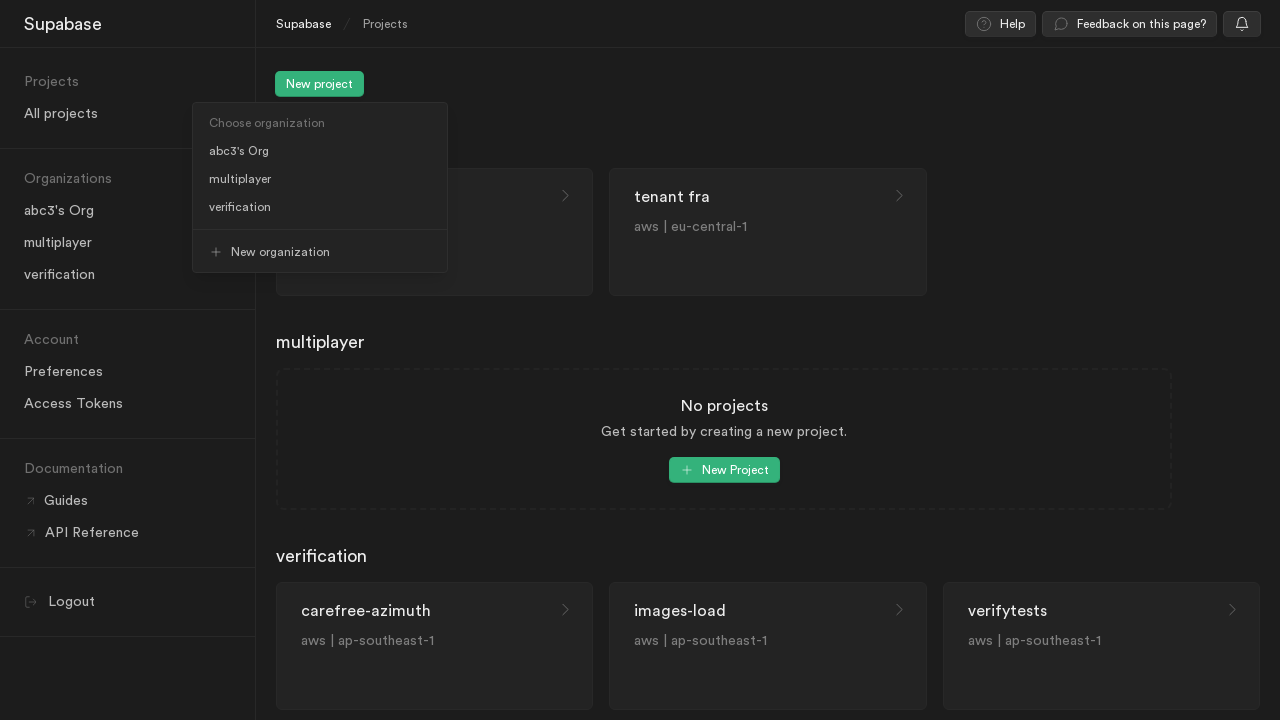 Supabase
Supabase / Projects
Help
Feedback on this page?
Projects
All projects
Organizations
abc3's Org
multiplayer
verification
Account
Preferences
Access Tokens
Documentation
Guides
API Reference
Logout
New project
Choose organization
abc3's Org
multiplayer
verification
New organization
tenant fra
aws | eu-central-1
multiplayer
No projects
Get started by creating a new project.
New Project
verification
carefree-azimuth
aws | ap-southeast-1
images-load
aws | ap-southeast-1
verifytests
aws | ap-southeast-1